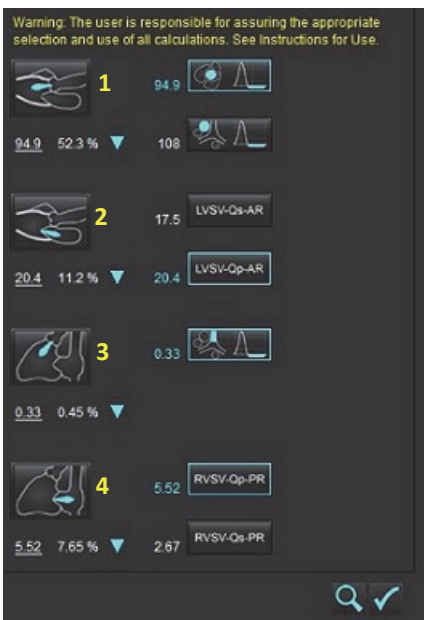 Warning: The user is responsible for assuring the appropriate
selection and use of all calculations. See Instructions for Use.
1 94.9
94.9 52.3 % ▼ 108
2 17.5 LVSV-Qs-AR
20.4 11.2 % ▼ 20.4 LVSV-Qp-AR
3 0.33
0.33 0.45 % ▼
4 5.52 RVSV-Qp-PR
5.52 7.65 % ▼ 2.67 RVSV-Qs-PR